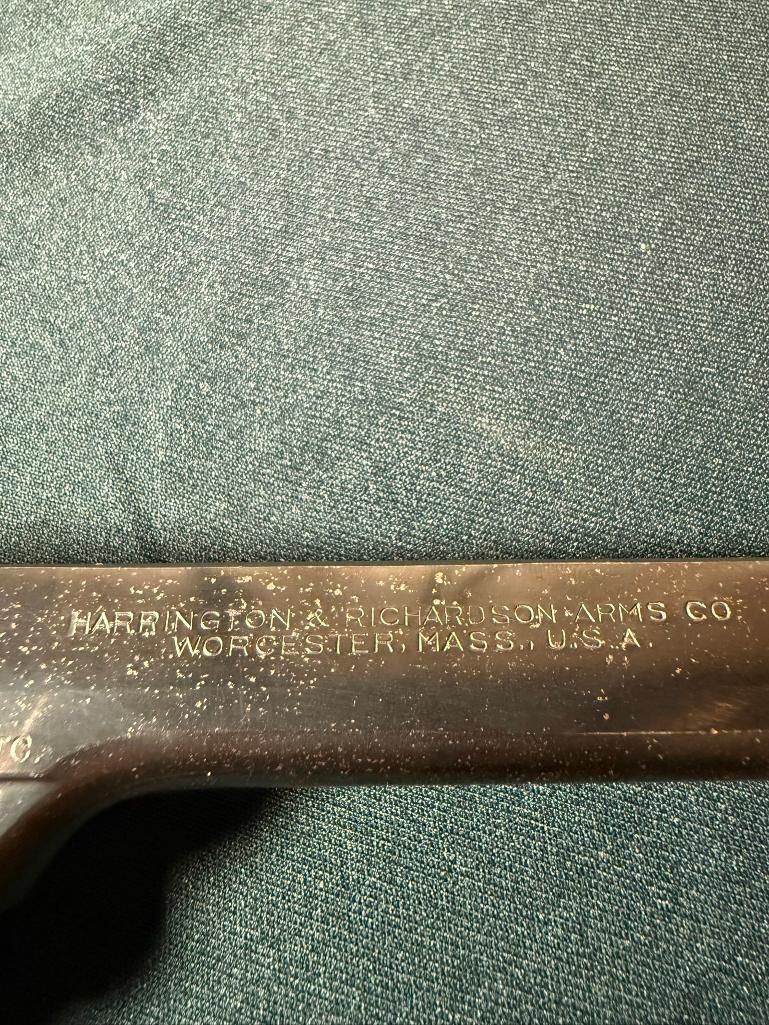 HARRINGTON & RICHARDSON ARMS CO
WORCESTER, MASS., U.S.A.